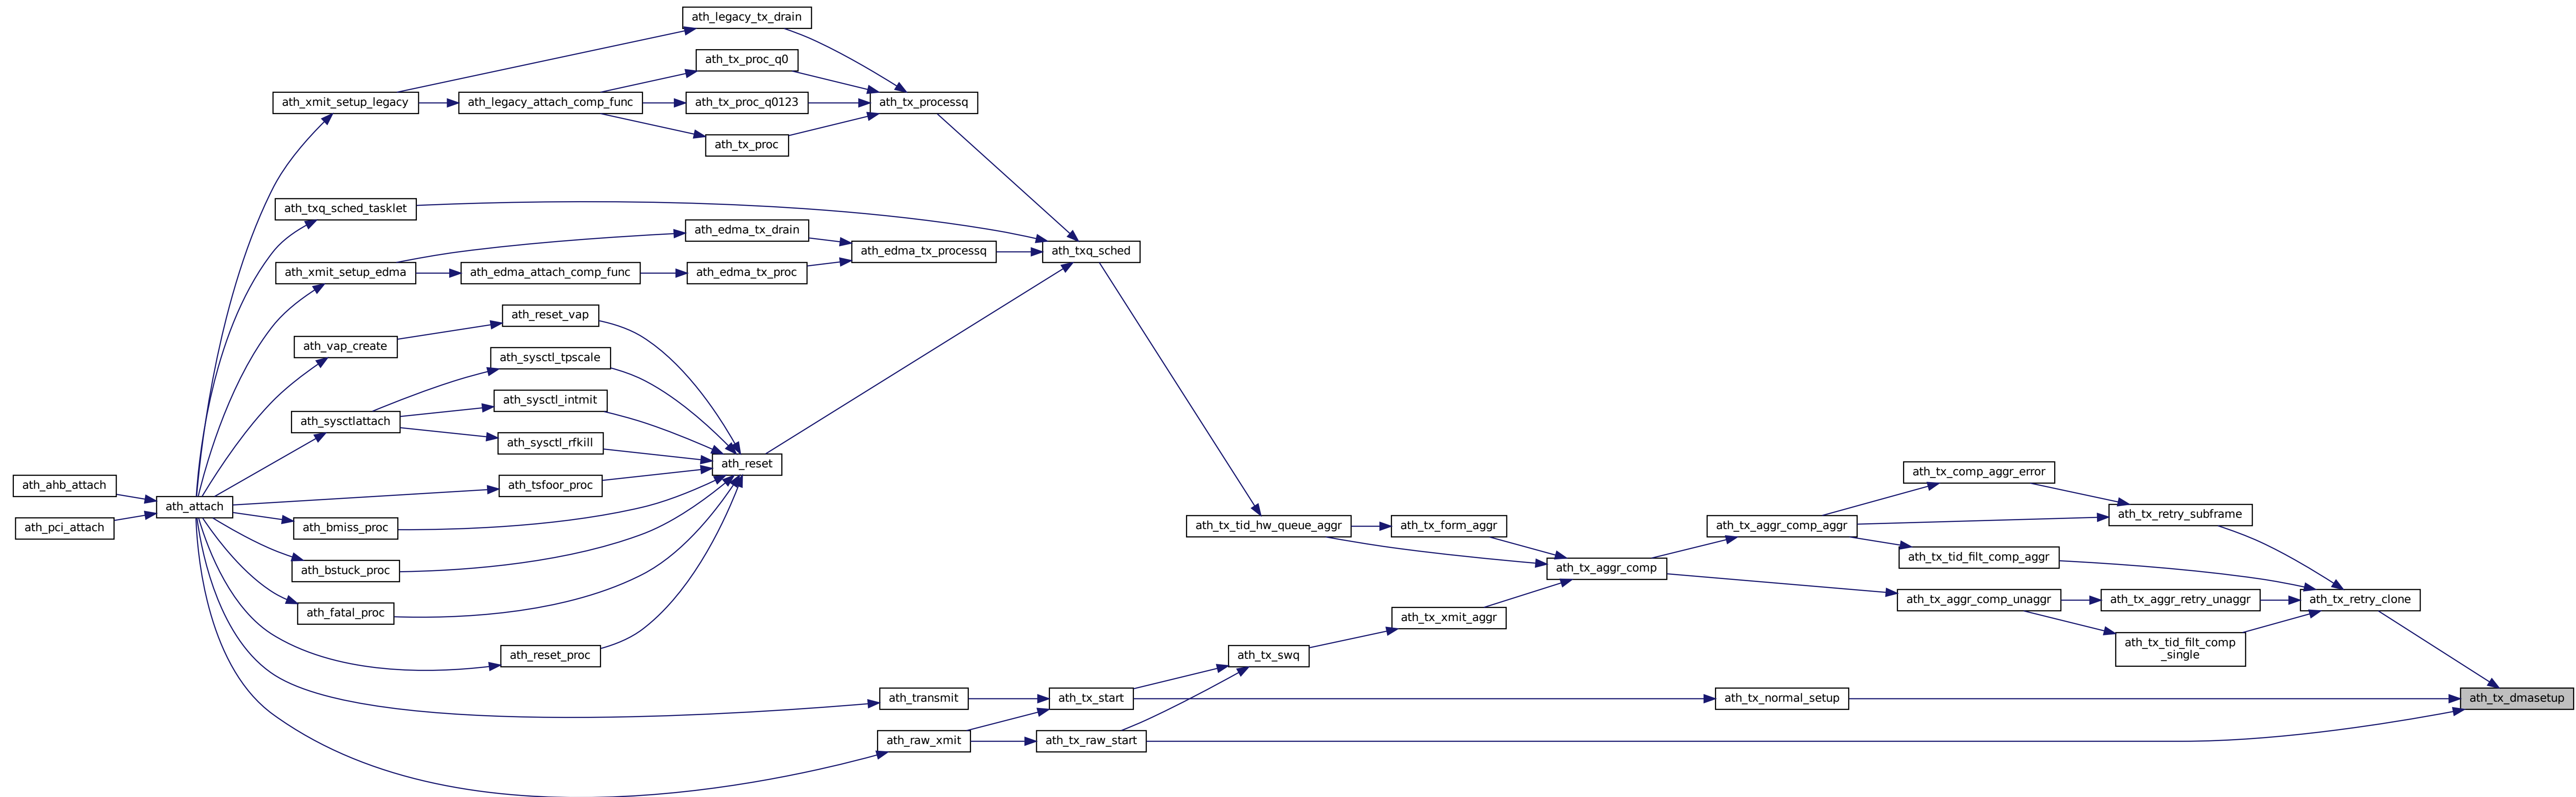 ath_legacy_tx_drain
ath_tx_proc_q0
ath_xmit_setup_legacy
ath_legacy_attach_comp_func
ath_tx_proc_q0123
ath_tx_processq
ath_tx_proc
ath_txq_sched_tasklet
ath_edma_tx_drain
ath_edma_tx_processq
ath_txq_sched
ath_xmit_setup_edma
ath_edma_attach_comp_func
ath_edma_tx_proc
ath_reset_vap
ath_vap_create
ath_sysctl_tpscale
ath_sysctl_intmit
ath_sysctlattach
ath_sysctl_rfkill
ath_reset
ath_tx_comp_aggr_error
ath_ahb_attach
ath_tsfoor_proc
ath_attach
ath_tx_retry_subframe
ath_pci_attach
ath_bmiss_proc
ath_tx_tid_hw_queue_aggr
ath_tx_form_aggr
ath_tx_aggr_comp_aggr
ath_tx_tid_filt_comp_aggr
ath_bstuck_proc
ath_tx_aggr_comp
ath_tx_aggr_comp_unaggr
ath_tx_aggr_retry_unaggr
ath_tx_retry_clone
ath_fatal_proc
ath_tx_xmit_aggr
ath_tx_tid_filt_comp
_single
ath_reset_proc
ath_tx_swq
ath_transmit
ath_tx_start
ath_tx_normal_setup
ath_tx_dmasetup
ath_raw_xmit
ath_tx_raw_start